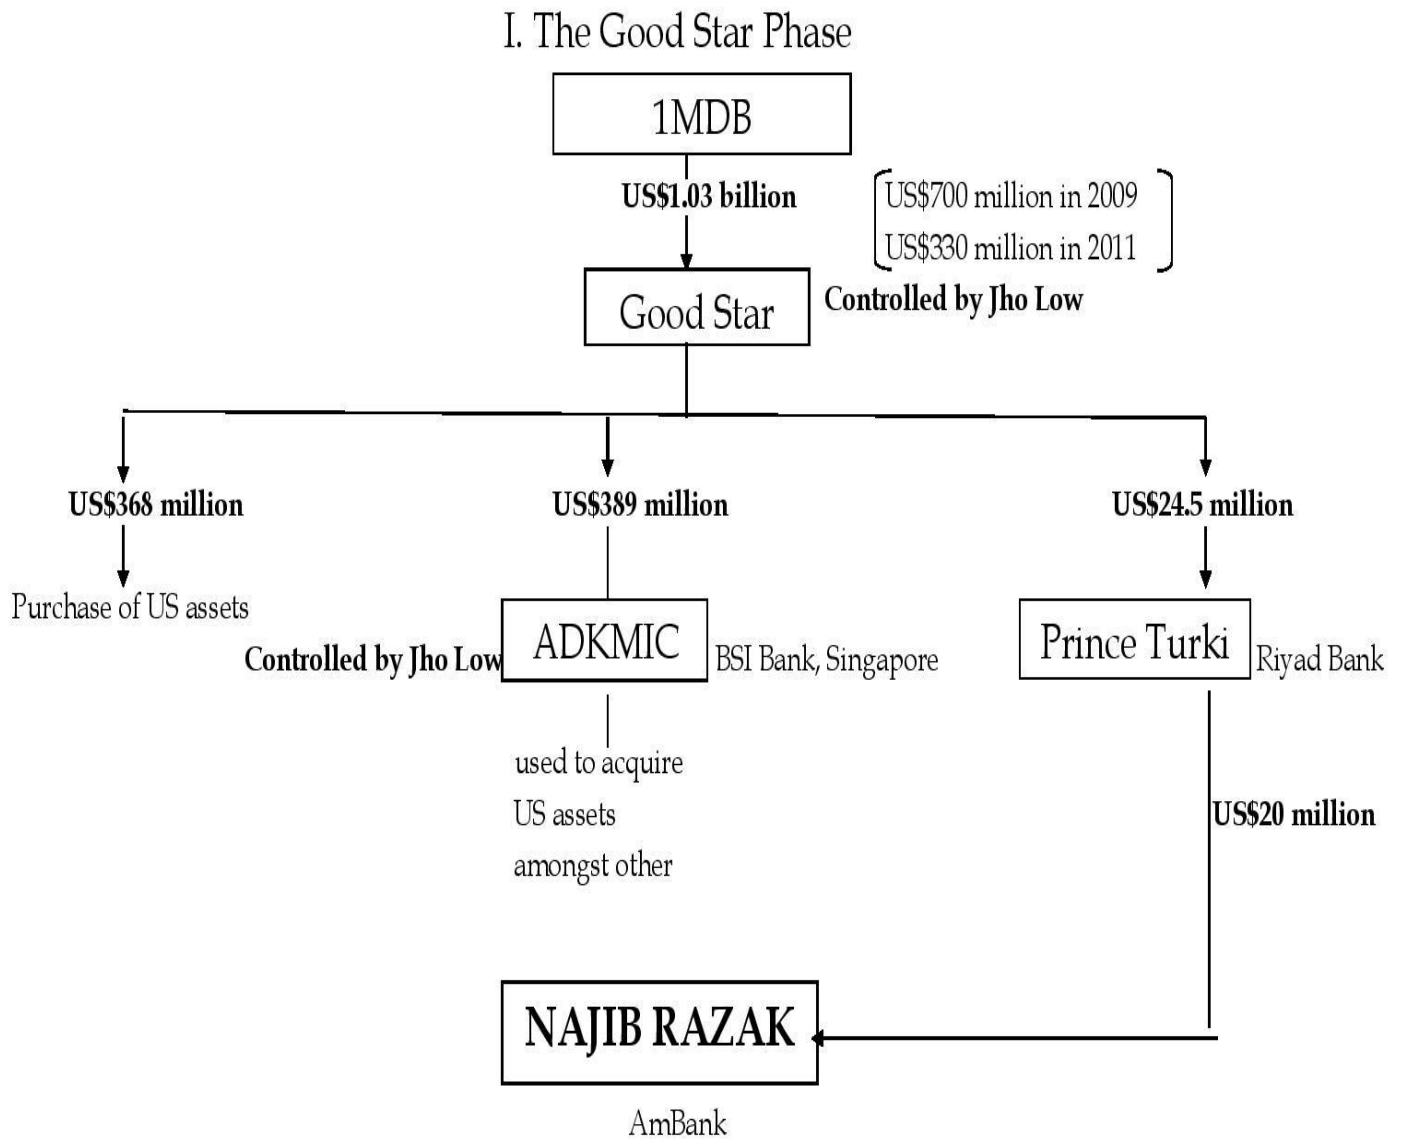 I. The Good Star Phase
1MDB
US$1.03 billion
US$700 million in 2009
US$330 million in 2011
Good Star
Controlled by Jho Low
US$368 million
US$389 million
US$24.5 million
Purchase of US assets
Controlled by Jho Low
ADKMIC
BSI Bank, Singapore
Prince Turki
Riyad Bank
used to acquire
US assets
amongst other
US$20 million
NAJIB RAZAK
AmBank